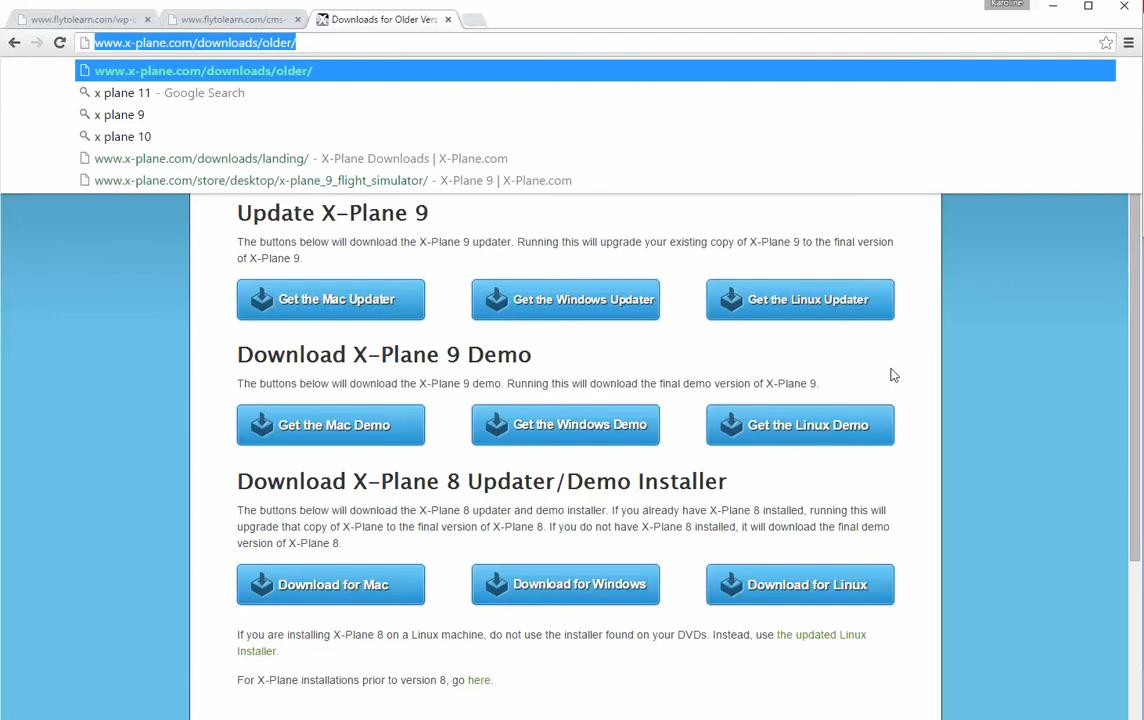 Karoline
www.flytolearn.com/wp-c
www.flytolearn.com/cms-
Downloads for Older Vers
www.x-plane.com/downloads/older/
www.x-plane.com/downloads/older/
x plane 11 - Google Search
x plane 9
x plane 10
www.x-plane.com/downloads/landing/ - X-Plane Downloads | X-Plane.com
www.x-plane.com/store/desktop/x-plane_9_flight_simulator/ - X-Plane 9 | X-Plane.com
Update X-Plane 9
The buttons below will download the X-Plane 9 updater. Running this will upgrade your existing copy of X-Plane 9 to the final version
of X-Plane 9.
Get the Mac Updater
Get the Windows Updater
Get the Linux Updater
Download X-Plane 9 Demo
The buttons below will download the X-Plane 9 demo. Running this will download the final demo version of X-Plane 9.
Get the Mac Demo
Get the Windows Demo
Get the Linux Demo
Download X-Plane 8 Updater/Demo Installer
The buttons below will download the X-Plane 8 updater and demo installer. If you already have X-Plane 8 installed, running this will
upgrade that copy of X-Plane to the final version of X-Plane 8. If you do not have X-Plane 8 installed, it will download the final demo
version of X-Plane 8.
Download for Mac
Download for Windows
Download for Linux
If you are installing X-Plane 8 on a Linux machine, do not use the installer found on your DVDs. Instead, use the updated Linux
Installer.
For X-Plane installations prior to version 8, go here.